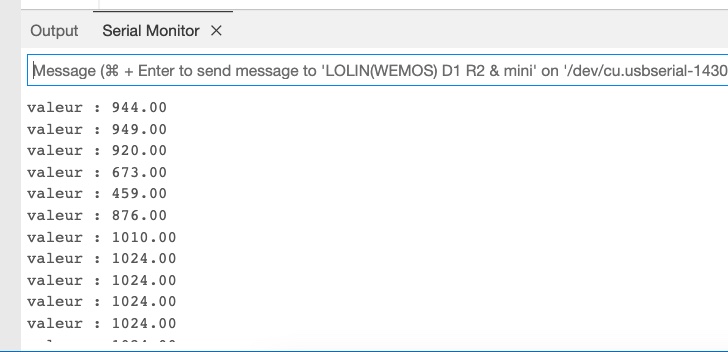 Output Serial Monitor ×
Message (⌘ + Enter to send message to 'LOLIN(WEMOS) D1 R2 & mini' on '/dev/cu.usbserial-1430
valeur : 944.00
valeur : 949.00
valeur : 920.00
valeur : 673.00
valeur : 459.00
valeur : 876.00
valeur : 1010.00
valeur : 1024.00
valeur : 1024.00
valeur : 1024.00
valeur : 1024.00